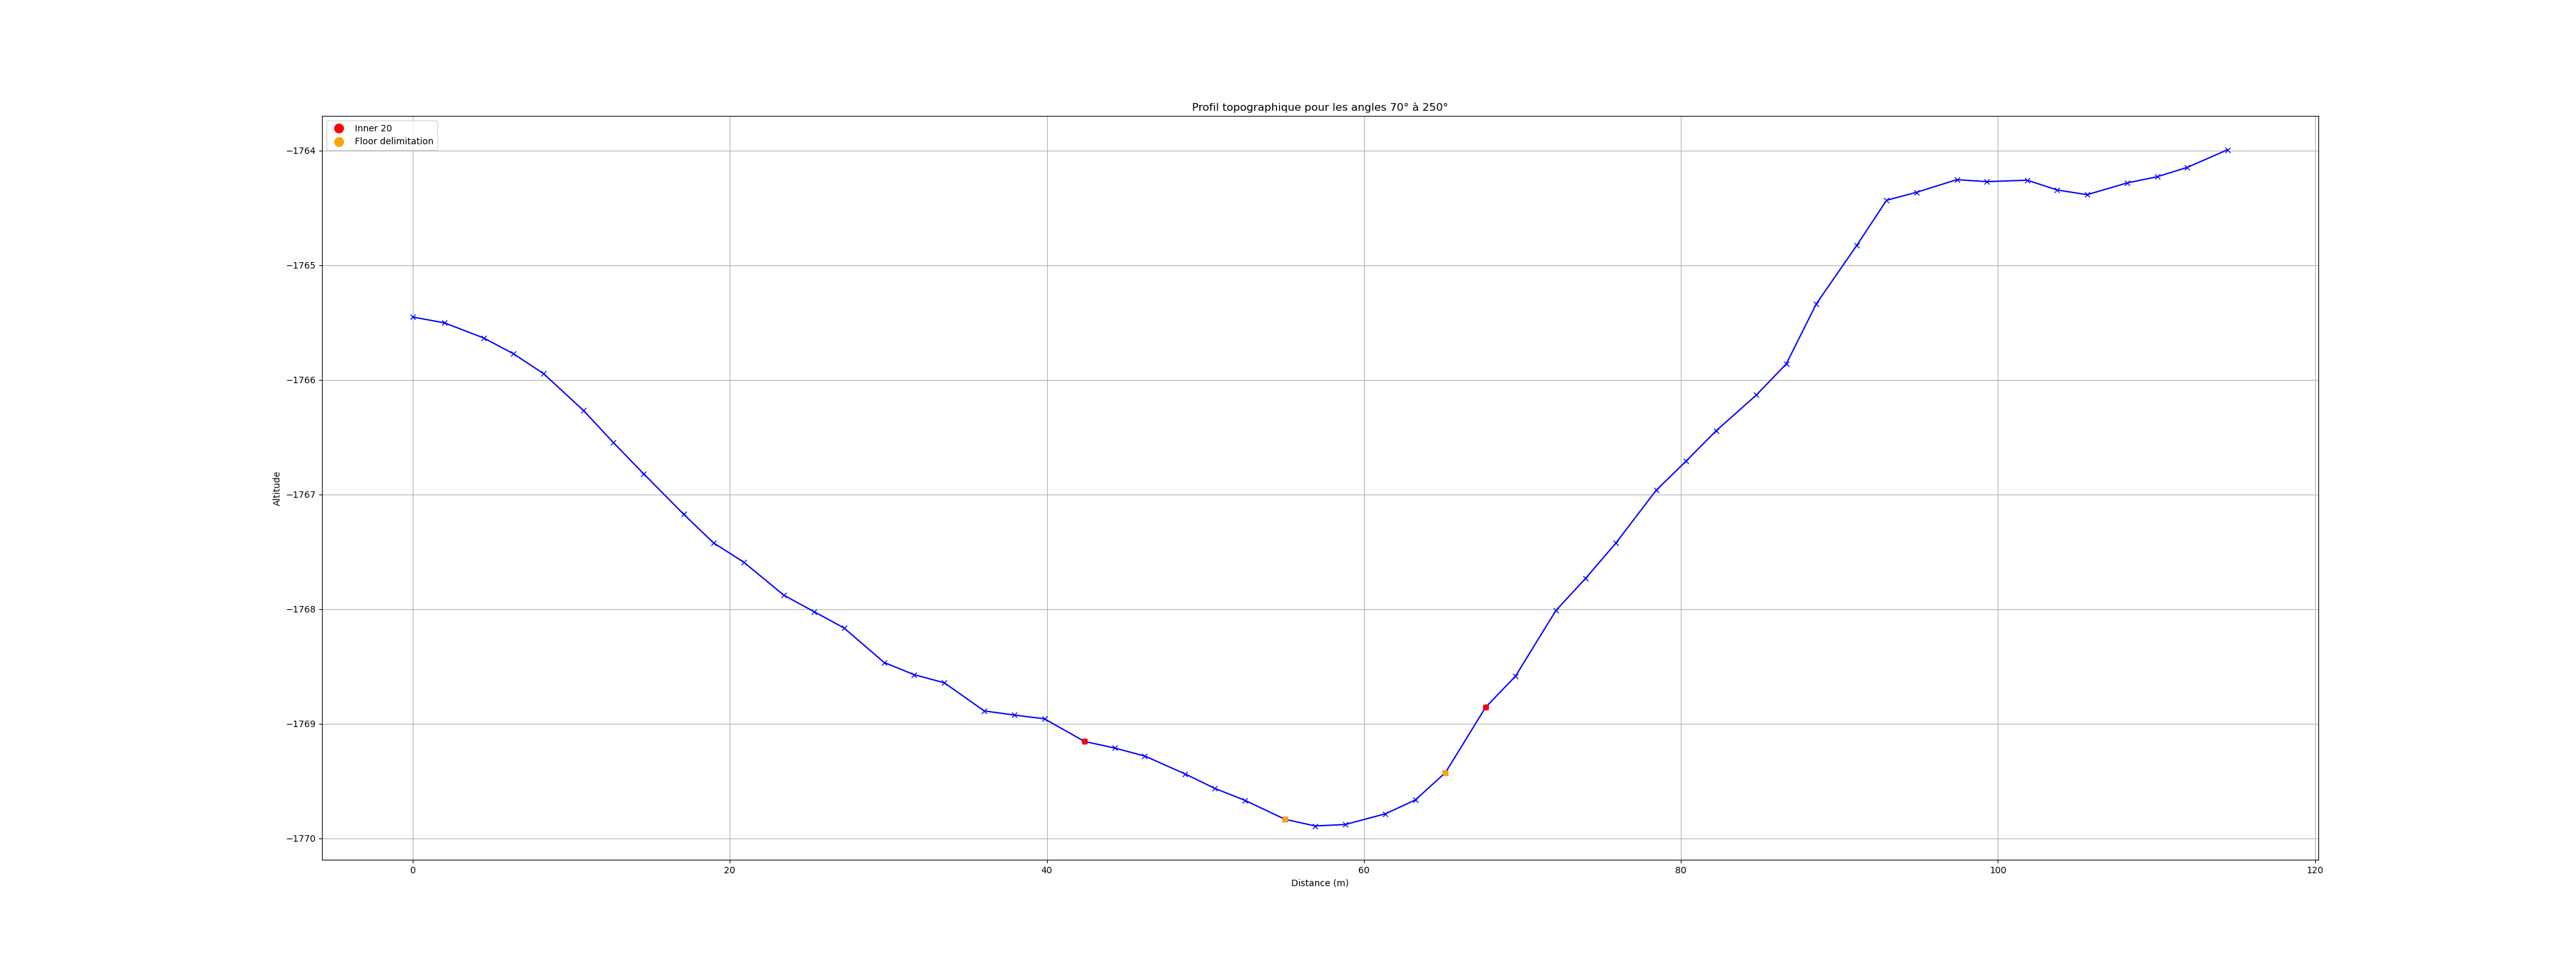 Profil topographique pour les angles 70° à 250°
Inner 20
Floor delimitation
−1764
−1765
−1766
−1767
−1768
−1769
−1770
Altitude
0 20 40 60 80 100 120
Distance (m)